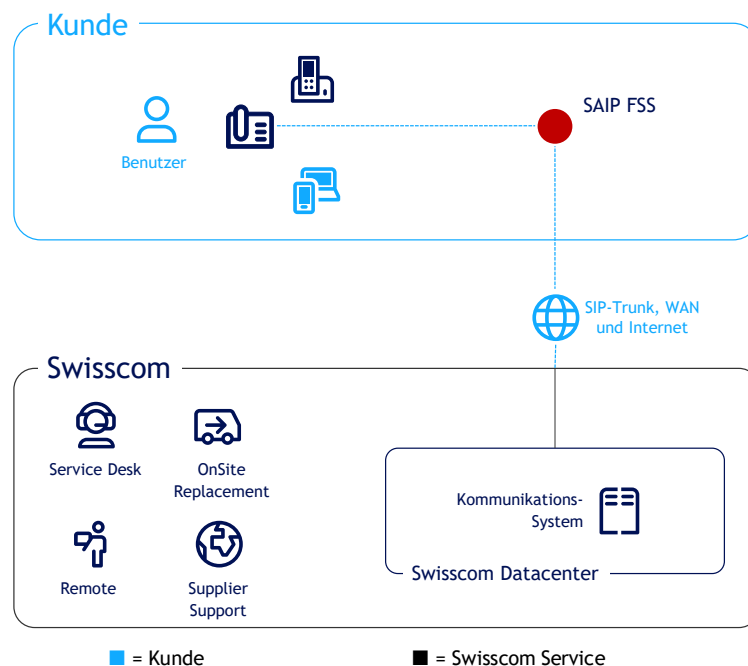 Kunde
SAIP FSS
Benutzer
SIP-Trunk, WAN
und Internet
Swisscom
Service Desk
OnSite
Replacement
Kommunikations-
System
Remote
Supplier
Support
Swisscom Datacenter
= Kunde
= Swisscom Service